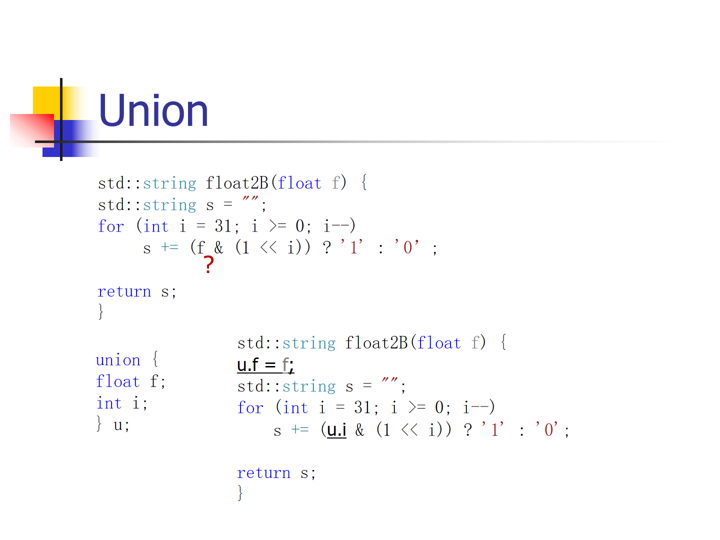 Union
std::string float2B(float f) {
std::string s = "";
for (int i = 31; i >= 0; i--)
s += (f & (1 << i)) ? '1' : '0' ;
?
return s;
}
union {
float f;
int i;
} u;
std::string float2B(float f) {
u.f = f;
std::string s = "";
for (int i = 31; i >= 0; i--)
s += (u.i & (1 << i)) ? '1' : '0';
return s;
}